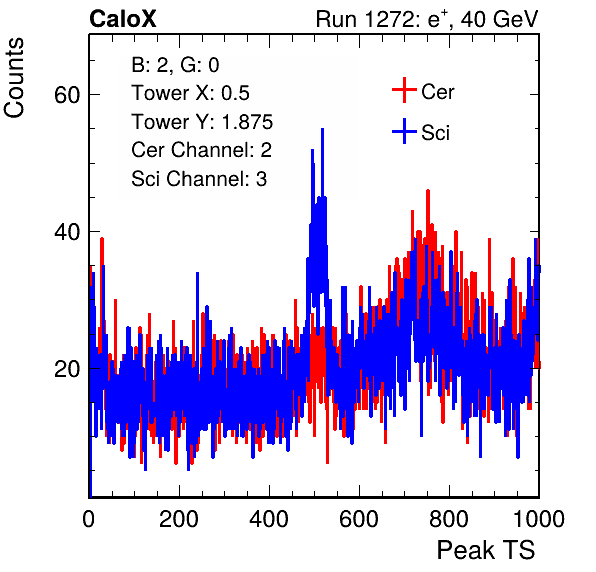 CaloX Run 1272: e+, 40 GeV
Counts
B: 2, G: 0
Tower X: 0.5
Tower Y: 1.875
Cer Channel: 2
Sci Channel: 3
Cer
Sci
60
40
20
0 200 400 600 800 1000
Peak TS